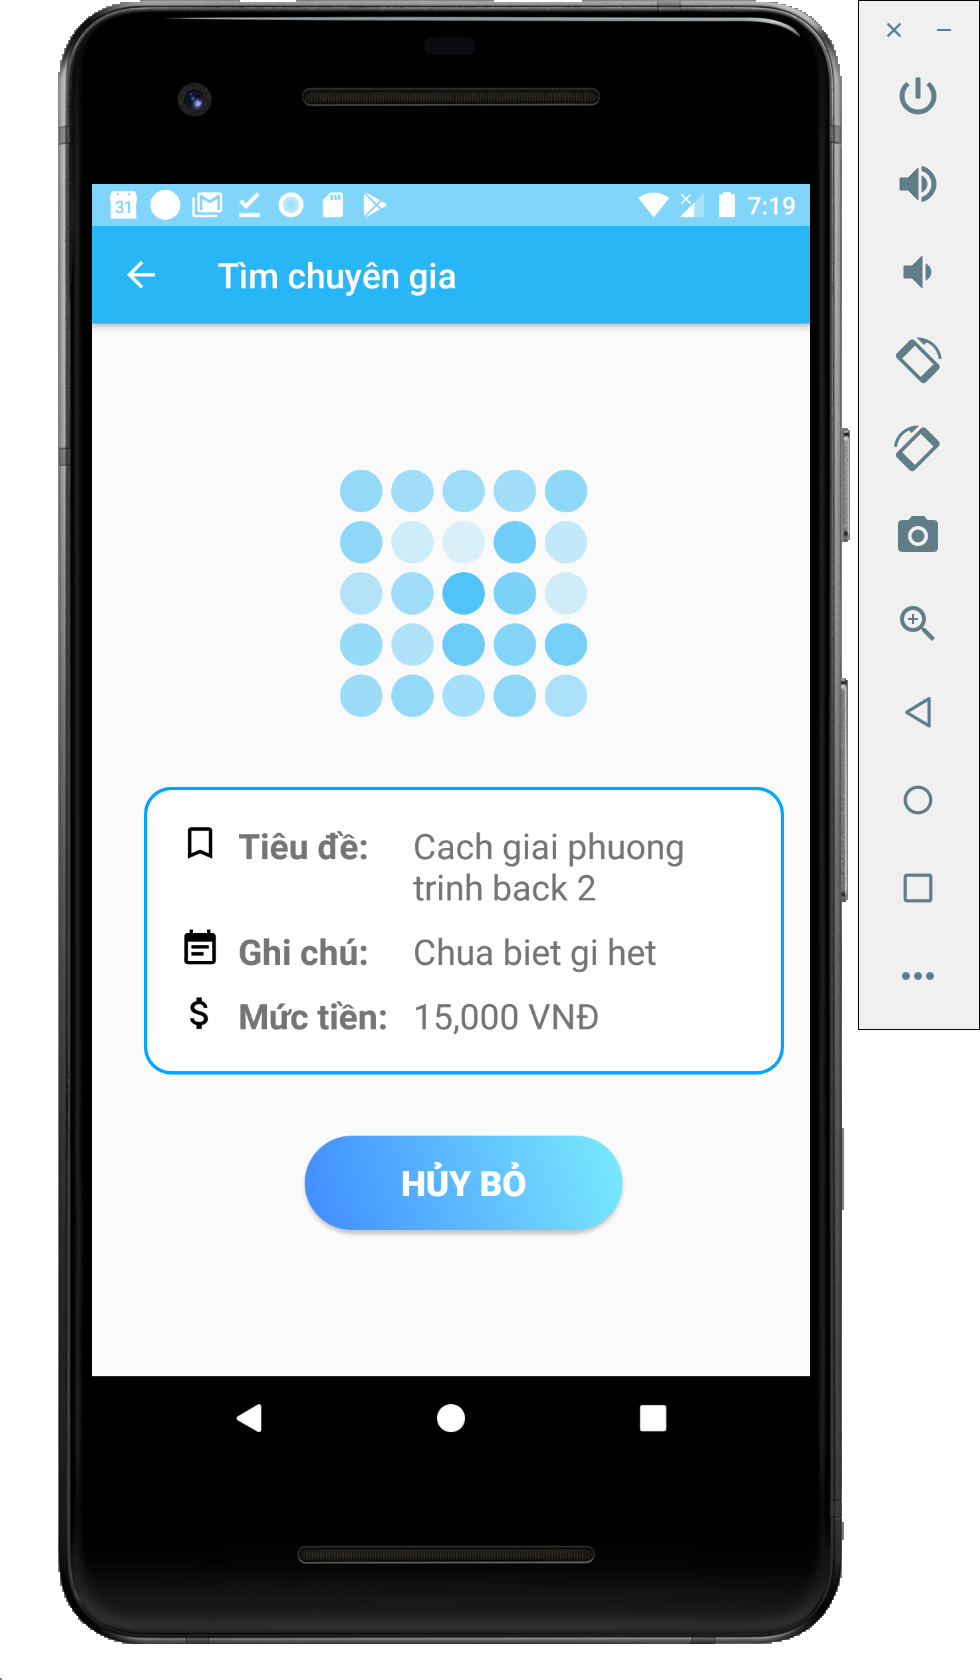 31 7:19
Tìm chuyên gia
Tiêu đề: Cach giai phuong
trinh back 2
Ghi chú: Chua biet gi het
Mức tiền: 15,000 VNĐ
HỦY BỎ